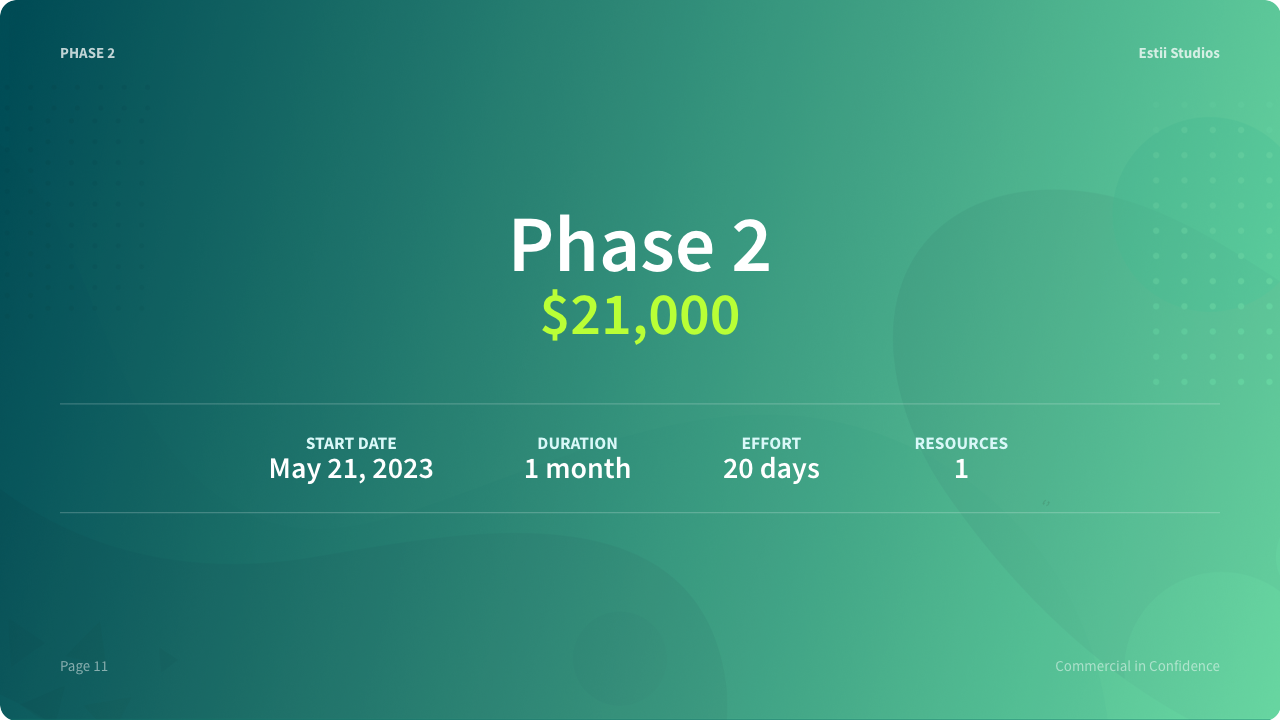 PHASE 2
Estii Studios
Phase 2
$21,000
START DATE
May 21, 2023
DURATION
1 month
EFFORT
20 days
RESOURCES
1
Page 11
Commercial in Confidence